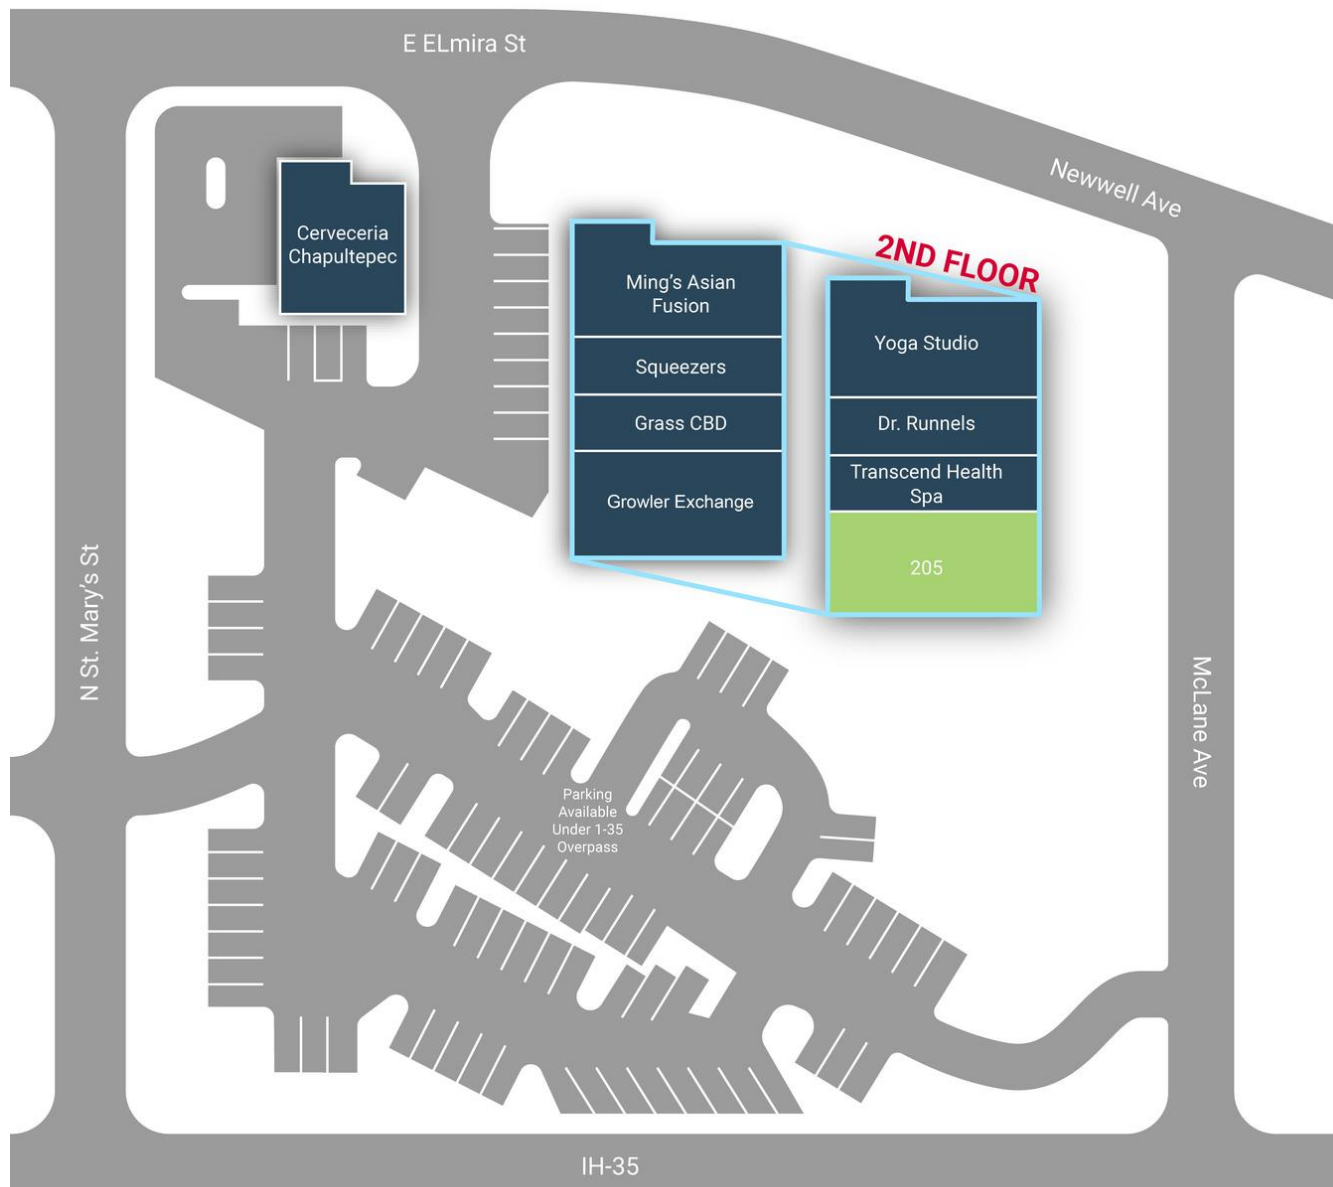 E ELmira St
Newwell Ave
Cerveceria
Chapultepec
2ND FLOOR
Ming's Asian
Fusion
Squeezers
Grass CBD
Growler Exchange
Yoga Studio
Dr. Runnels
Transcend Health
Spa
205
N St. Mary's St
McLane Ave
Parking
Available
Under 1-35
Overpass
IH-35